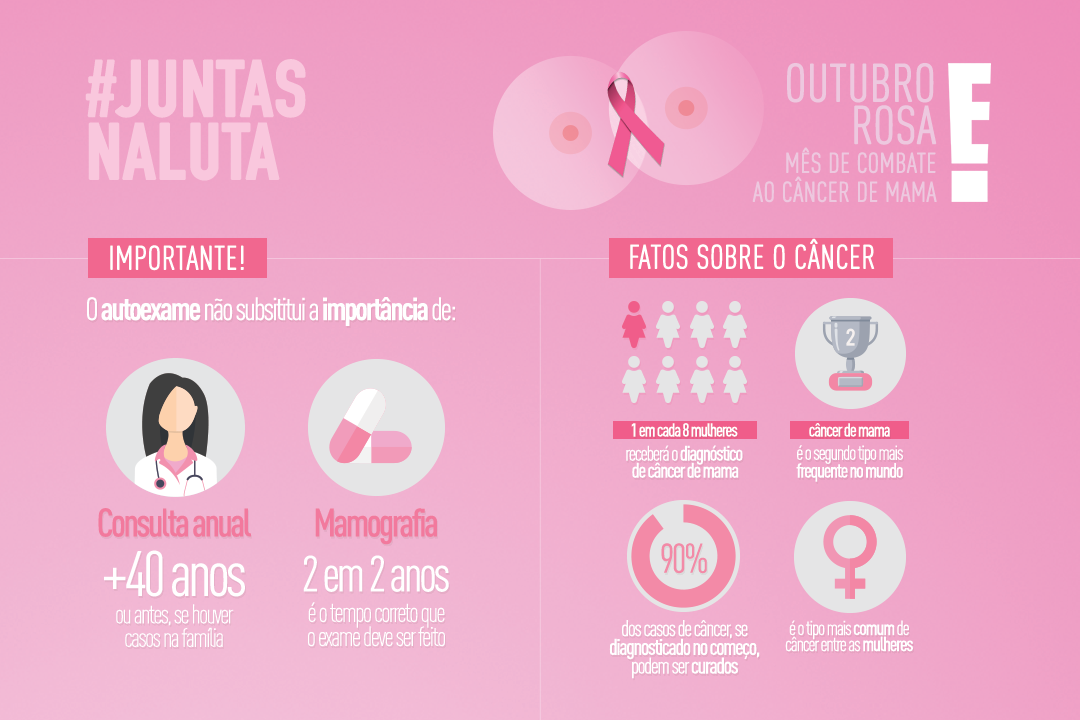 #JUNTAS
NALUTA
OUTUBRO
ROSA
MÊS DE COMBATE
AO CÂNCER DE MAMA
E!
IMPORTANTE!
O autoexame não subsititui a importância de:
Consulta anual
+40 anos
ou antes, se houver
casos na família
Mamografia
2 em 2 anos
é o tempo correto que
o exame deve ser feito
FATOS SOBRE O CÂNCER
1 em cada 8 mulheres
receberá o diagnóstico
de câncer de mama
2
câncer de mama
é o segundo tipo mais
frequente no mundo
90%
dos casos de câncer, se
diagnosticado no começo,
podem ser curados
é o tipo mais comum de
câncer entre as mulheres